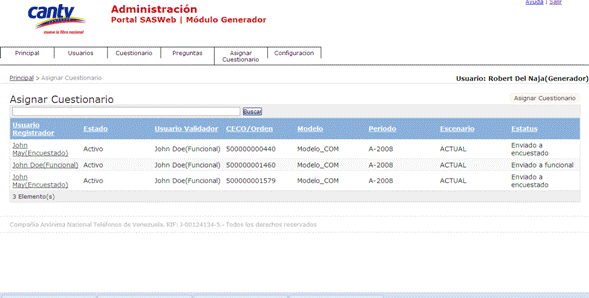 Ayuda | Salir
cantv
mueve la fibra nacional
Administración
Portal SASWeb | Módulo Generador
Principal
Usuarios
Cuestionario
Preguntas
Asignar Cuestionario
Configuracion
Principal > Asignar Cuestionario
Usuario: Robert Del Naja(Generador)
Asignar Cuestionario
Asignar Cuestionario
Buscar
Usuario Registrador Estado Usuario Validador CECO/Orden Modelo Periodo Escenario Estatus
John May(Encuestado) Activo John Doe(Funcional) 500000000440 Modelo_COM A-2008 ACTUAL Enviado a encuestado
John Doe(Funcional) Activo John Doe(Funcional) 500000001460 Modelo_COM A-2008 ACTUAL Enviado a funcional
John May(Encuestado) Activo John Doe(Funcional) 500000001579 Modelo_COM A-2008 ACTUAL Enviado a encuestado
3 Elemento(s)
Compañía Anónima Nacional Teléfonos de Venezuela. RIF: J-00124134-5.- Todos los derechos reservados